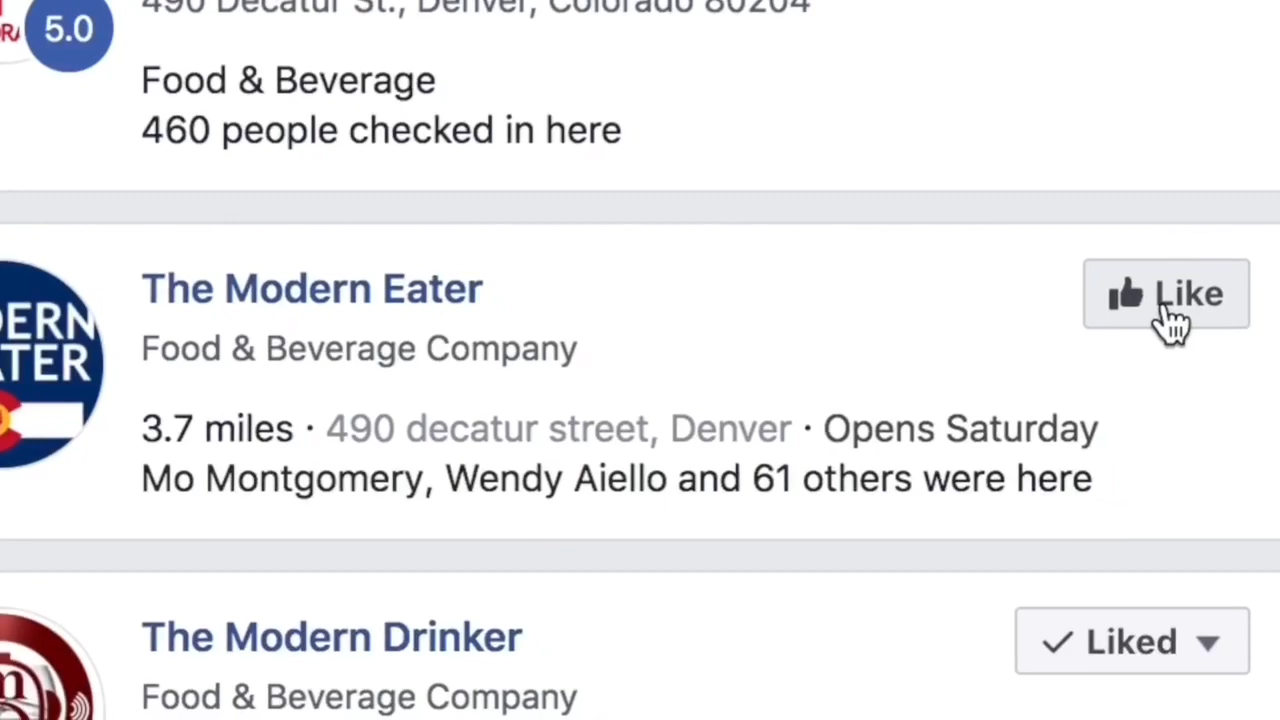 490 Decatur St., Denver, Colorado 80204
5.0
Food & Beverage
460 people checked in here
The Modern Eater
Like
Food & Beverage Company
3.7 miles · 490 decatur street, Denver · Opens Saturday
Mo Montgomery, Wendy Aiello and 61 others were here
The Modern Drinker
Liked
Food & Beverage Company